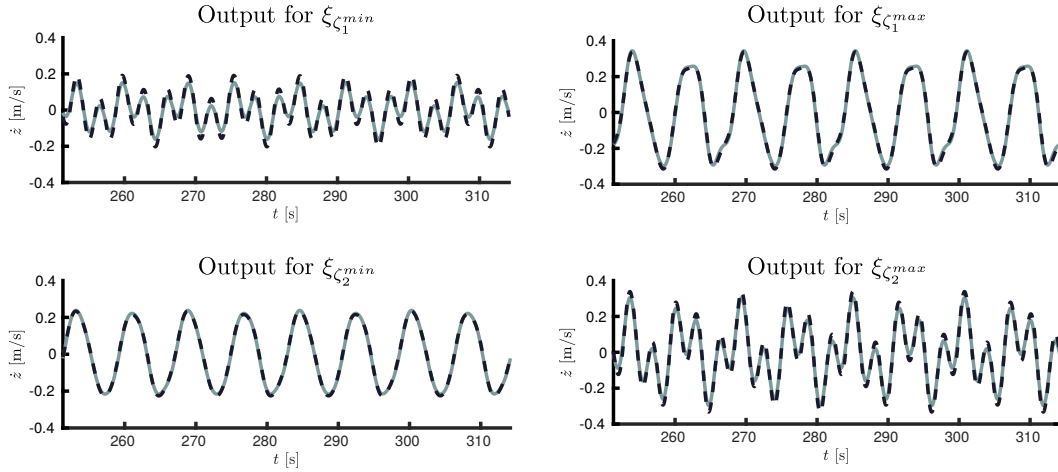 Output for ξ_{ζ_1^{min}}
0.4
0.2
0
-0.2
-0.4
ż [m/s]
260 270 280 290 300 310
t [s]
Output for ξ_{ζ_1^{max}}
0.4
0.2
0
-0.2
-0.4
ż [m/s]
260 270 280 290 300 310
t [s]
Output for ξ_{ζ_2^{min}}
0.4
0.2
0
-0.2
-0.4
ż [m/s]
260 270 280 290 300 310
t [s]
Output for ξ_{ζ_2^{max}}
0.4
0.2
0
-0.2
-0.4
ż [m/s]
260 270 280 290 300 310
t [s]